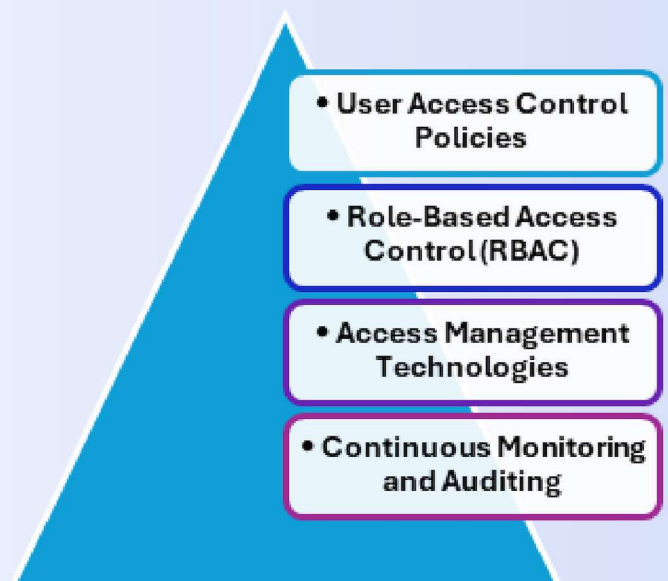 • User Access Control
Policies
• Role-Based Access
Control (RBAC)
• Access Management
Technologies
• Continuous Monitoring
and Auditing